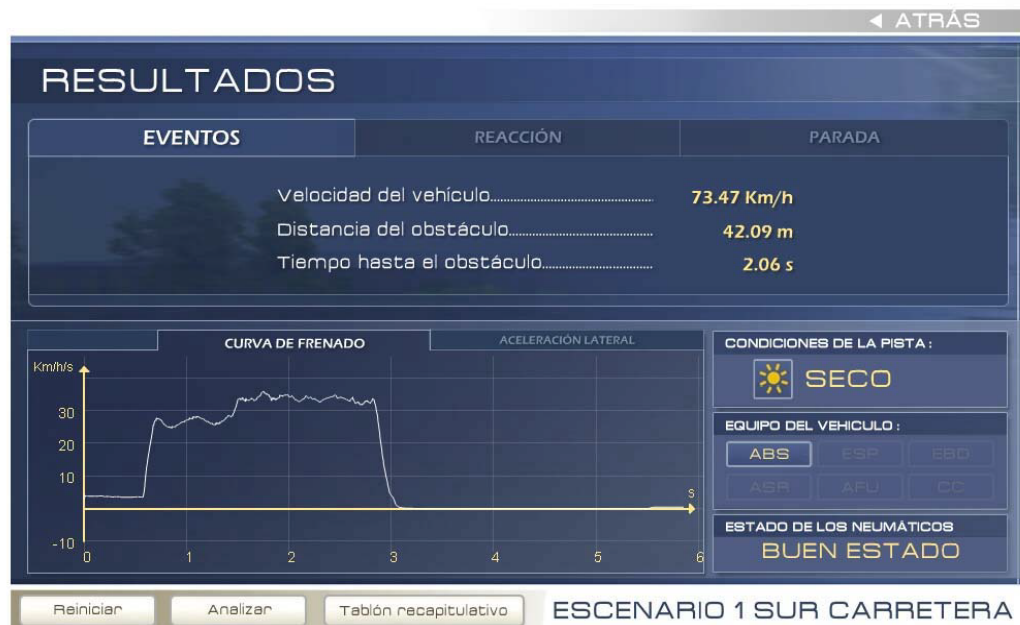 ◄ ATRÁS
RESULTADOS
EVENTOS
REACCIÓN
PARADA
Velocidad del vehículo 73.47 Km/h
Distancia del obstáculo 42.09 m
Tiempo hasta el obstáculo 2.06 s
CURVA DE FRENADO
ACELERACIÓN LATERAL
Km/h/s
30
20
10
-10
0 1 2 3 4 5 6
s
CONDICIONES DE LA PISTA :
SECO
EQUIPO DEL VEHICULO :
ABS ESP EBD
ASR AFU CC
ESTADO DE LOS NEUMÁTICOS
BUEN ESTADO
Reiniciar
Analizar
Tablón recapitulativo
ESCENARIO 1 SUR CARRETERA